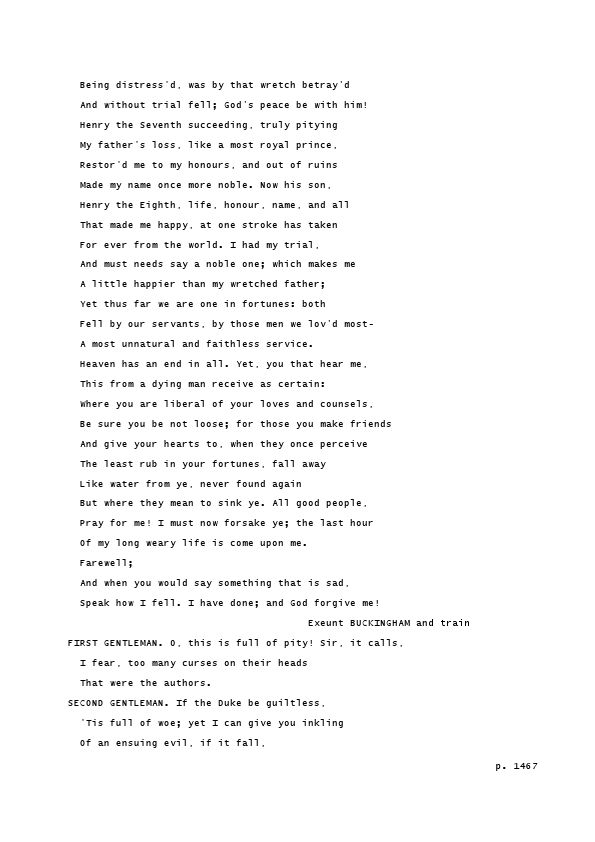 Being distress'd, was by that wretch betray'd
And without trial fell; God's peace be with him!
Henry the Seventh succeeding, truly pitying
My father's loss, like a most royal prince,
Restor'd me to my honours, and out of ruins
Made my name once more noble. Now his son,
Henry the Eighth, life, honour, name, and all
That made me happy, at one stroke has taken
For ever from the world. I had my trial,
And must needs say a noble one; which makes me
A little happier than my wretched father;
Yet thus far we are one in fortunes: both
Fell by our servants, by those men we lov'd most-
A most unnatural and faithless service.
Heaven has an end in all. Yet, you that hear me,
This from a dying man receive as certain:
Where you are liberal of your loves and counsels,
Be sure you be not loose; for those you make friends
And give your hearts to, when they once perceive
The least rub in your fortunes, fall away
Like water from ye, never found again
But where they mean to sink ye. All good people,
Pray for me! I must now forsake ye; the last hour
Of my long weary life is come upon me.
Farewell;
And when you would say something that is sad,
Speak how I fell. I have done; and God forgive me!
Exeunt BUCKINGHAM and train
FIRST GENTLEMAN. O, this is full of pity! Sir, it calls,
I fear, too many curses on their heads
That were the authors.
SECOND GENTLEMAN. If the Duke be guiltless,
'Tis full of woe; yet I can give you inkling
Of an ensuing evil, if it fall,
p. 1467